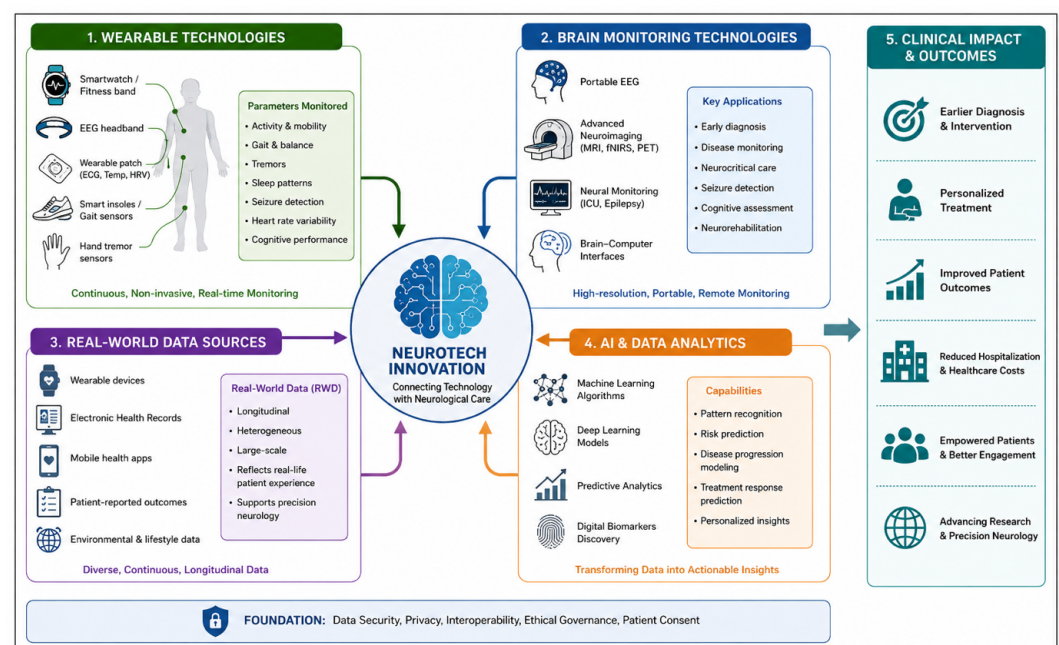 1. WEARABLE TECHNOLOGIES
Smartwatch /
Fitness band
EEG headband
Wearable patch
(ECG, Temp, HRV)
Smart insoles /
Gait sensors
Hand tremor
sensors
Parameters Monitored
• Activity & mobility
• Gait & balance
• Tremors
• Sleep patterns
• Seizure detection
• Heart rate variability
• Cognitive performance
Continuous, Non-invasive, Real-time Monitoring
2. BRAIN MONITORING TECHNOLOGIES
Portable EEG
Advanced
Neuroimaging
(MRI, fNIRS, PET)
Neural Monitoring
(ICU, Epilepsy)
Brain–Computer
Interfaces
Key Applications
• Early diagnosis
• Disease monitoring
• Neurocritical care
• Seizure detection
• Cognitive assessment
• Neurorehabilitation
High-resolution, Portable, Remote Monitoring
NEUROTECH
INNOVATION
Connecting Technology
with Neurological Care
3. REAL-WORLD DATA SOURCES
Wearable devices
Electronic Health Records
Mobile health apps
Patient-reported outcomes
Environmental & lifestyle data
Real-World Data (RWD)
• Longitudinal
• Heterogeneous
• Large-scale
• Reflects real-life
patient experience
• Supports precision
neurology
Diverse, Continuous, Longitudinal Data
4. AI & DATA ANALYTICS
Machine Learning
Algorithms
Deep Learning
Models
Predictive Analytics
Digital Biomarkers
Discovery
Capabilities
• Pattern recognition
• Risk prediction
• Disease progression
modeling
• Treatment response
prediction
• Personalized insights
Transforming Data into Actionable Insights
5. CLINICAL IMPACT
& OUTCOMES
Earlier Diagnosis
& Intervention
Personalized
Treatment
Improved Patient
Outcomes
Reduced Hospitalization
& Healthcare Costs
Empowered Patients
& Better Engagement
Advancing Research
& Precision Neurology
FOUNDATION: Data Security, Privacy, Interoperability, Ethical Governance, Patient Consent